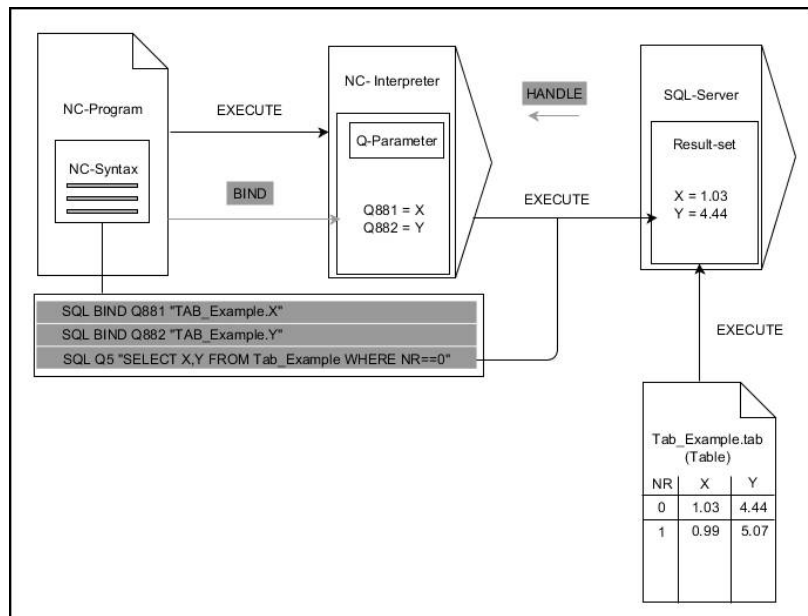 NC-Program
NC-Syntax
EXECUTE
BIND
NC- Interpreter
Q-Parameter
Q881 = X
Q882 = Y
HANDLE
EXECUTE
SQL-Server
Result-set
X = 1.03
Y = 4.44
SQL BIND Q881 "TAB_Example.X"
SQL BIND Q882 "TAB_Example.Y"
SQL Q5 "SELECT X,Y FROM Tab_Example WHERE NR==0"
EXECUTE
Tab_Example.tab
(Table)
NR X Y
0 1.03 4.44
1 0.99 5.07